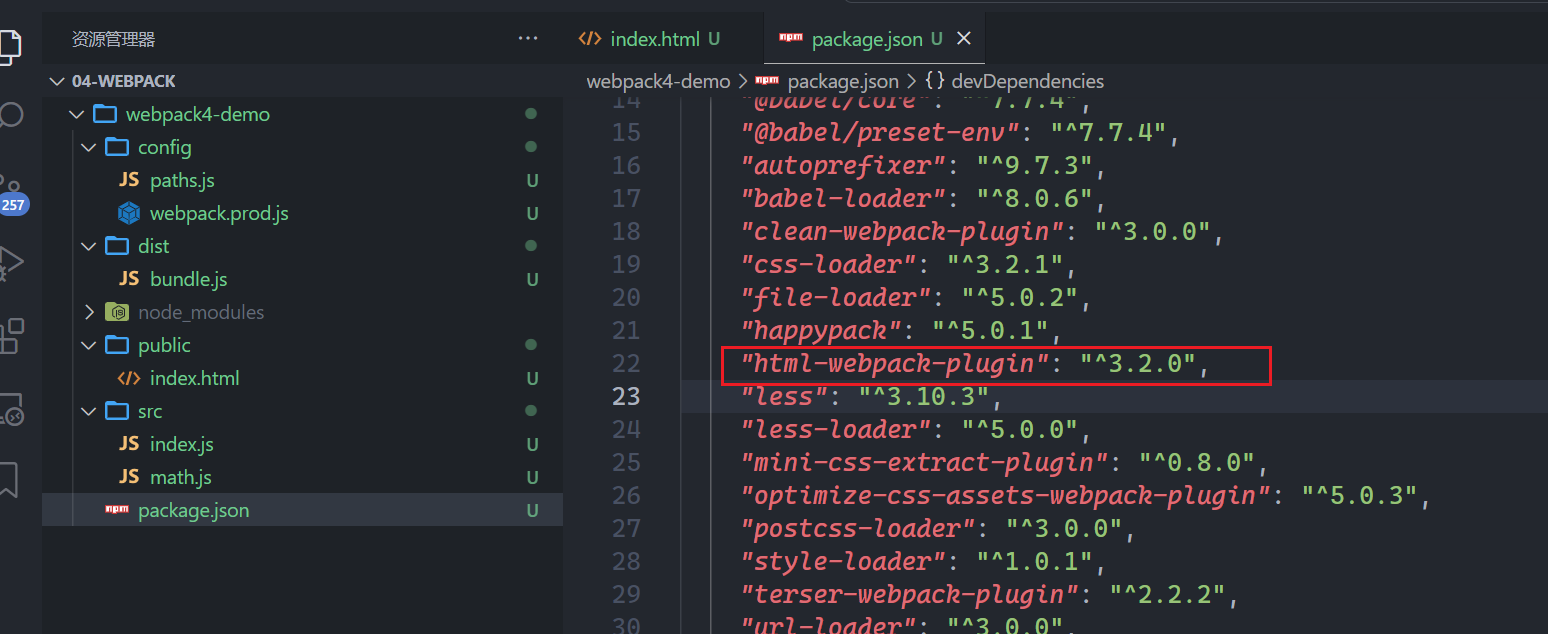 资源管理器
index.html U
package.json U
04-WEBPACK
webpack4-demo > package.json > {} devDependencies
webpack4-demo
config
JS paths.js U
webpack.prod.js U
dist
JS bundle.js U
node_modules
public
index.html U
src
JS index.js U
JS math.js U
package.json U
257
14 "@babel/core": "^7.7.4",
15 "@babel/preset-env": "^7.7.4",
16 "autoprefixer": "^9.7.3",
17 "babel-loader": "^8.0.6",
18 "clean-webpack-plugin": "^3.0.0",
19 "css-loader": "^3.2.1",
20 "file-loader": "^5.0.2",
21 "happypack": "^5.0.1",
22 "html-webpack-plugin": "^3.2.0",
23 "less": "^3.10.3",
24 "less-loader": "^5.0.0",
25 "mini-css-extract-plugin": "^0.8.0",
26 "optimize-css-assets-webpack-plugin": "^5.0.3",
27 "postcss-loader": "^3.0.0",
28 "style-loader": "^1.0.1",
29 "terser-webpack-plugin": "^2.2.2",
30 "url-loader": "^3.0.0",